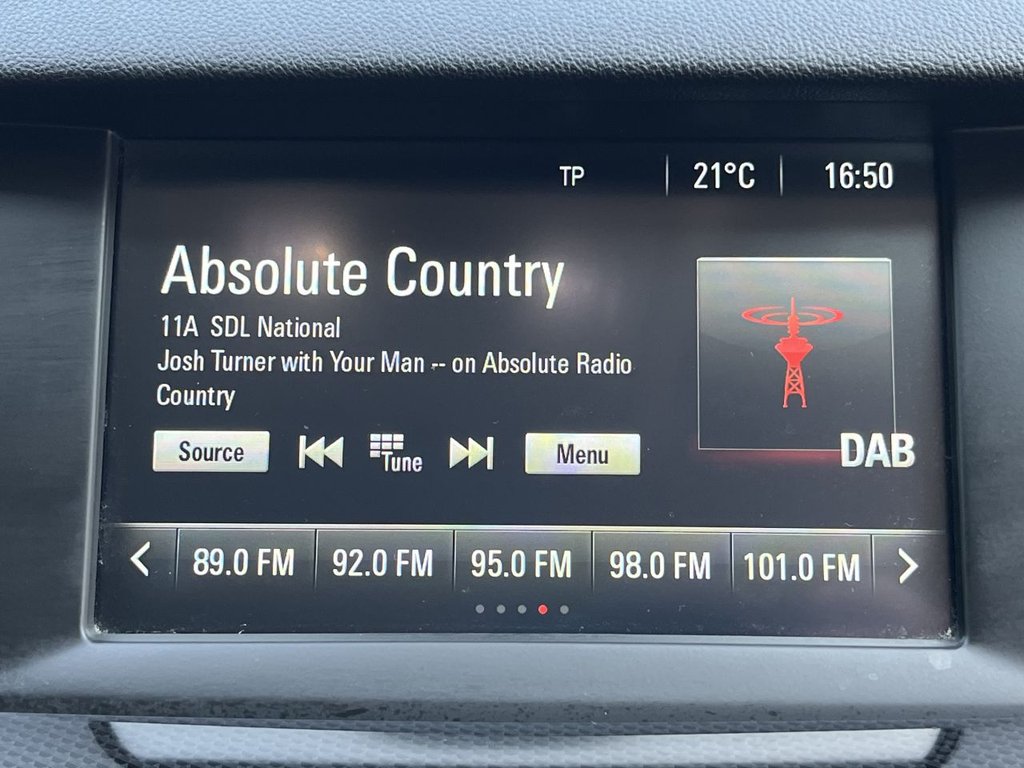 TP 21°C 16:50
Absolute Country
11A SDL National
Josh Turner with Your Man -- on Absolute Radio
Country
Source Tune Menu
DAB
89.0 FM 92.0 FM 95.0 FM 98.0 FM 101.0 FM